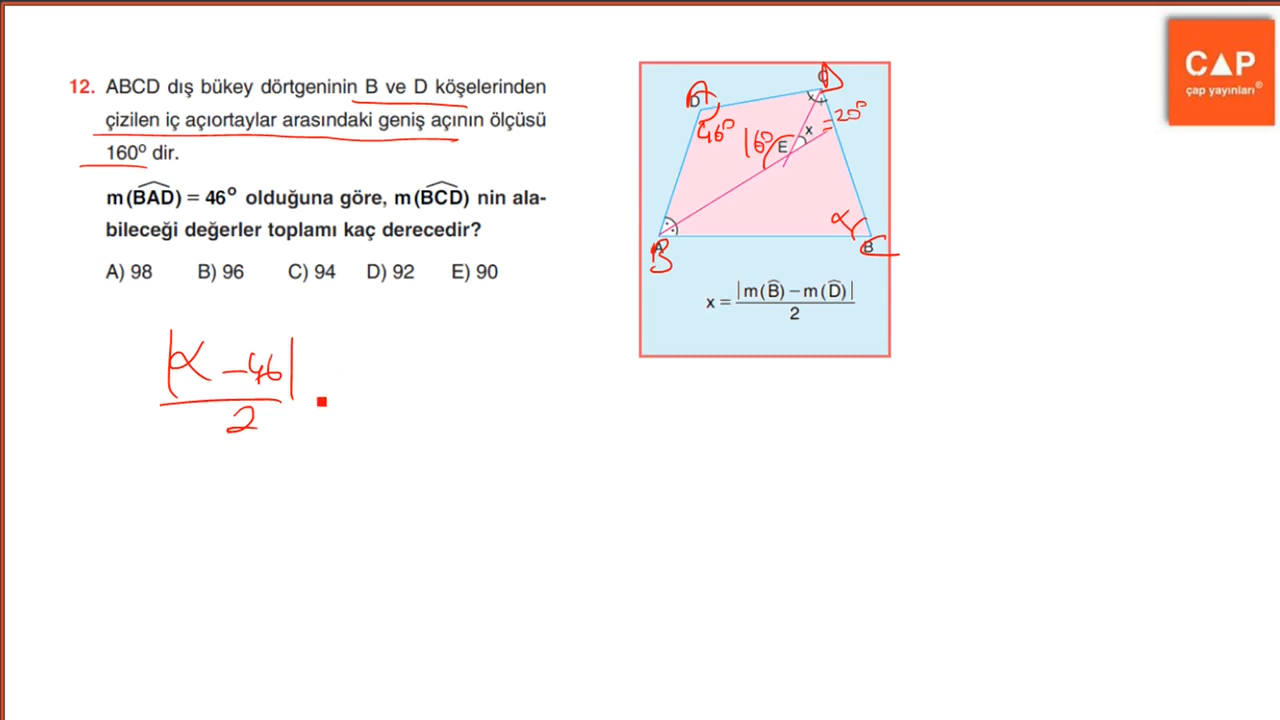 12. ABCD dış bükey dörtgeninin B ve D köşelerinden
çizilen iç açıortaylar arasındaki geniş açının ölçüsü
160° dir.
m(BAD) = 46° olduğuna göre, m(BCD) nin ala-
bileceği değerler toplamı kaç derecedir?
A) 98 B) 96 C) 94 D) 92 E) 90
|α - 46|
2
A
D
46°
D
160
E
x
= 20°
α
A
B
B
C
x = |m(B) – m(D)|
2
CAP
çap yayınları®